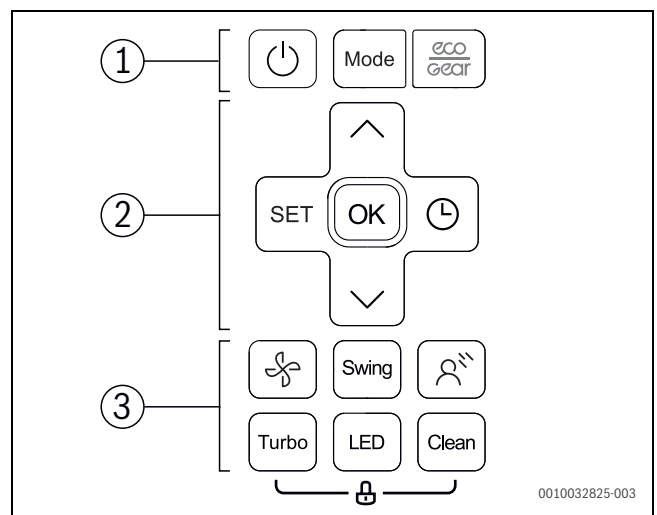 1
Mode
eco
Gear
2
SET OK
3
Swing
Turbo LED Clean
0010032825-003